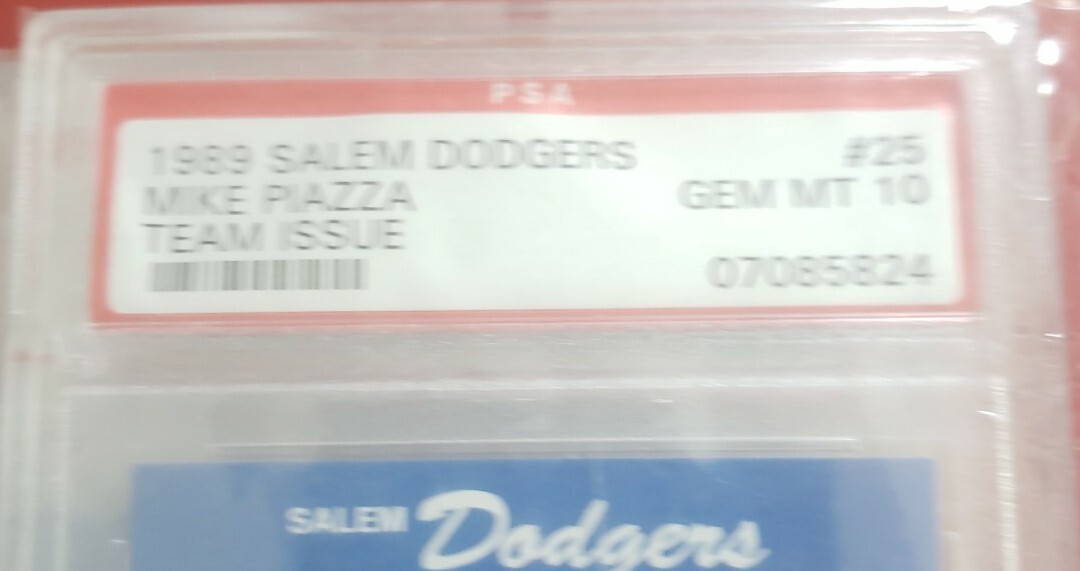 PSA
1989 SALEM DODGERS #25
MIKE PIAZZA GEM MT 10
TEAM ISSUE
07085824
SALEM Dodgers